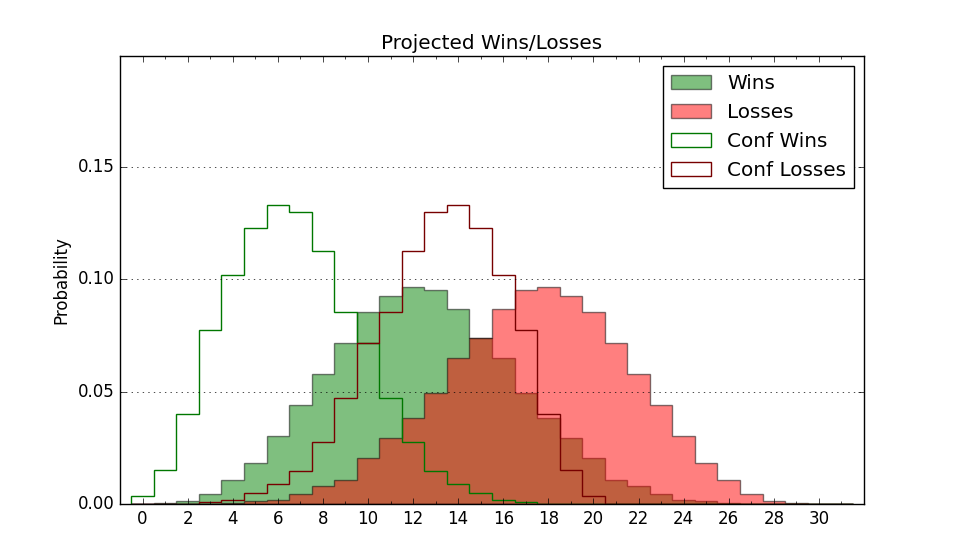 Projected Wins/Losses
Wins
Losses
Conf Wins
Conf Losses
Probability
0.15
0.10
0.05
0.00
0 2 4 6 8 10 12 14 16 18 20 22 24 26 28 30